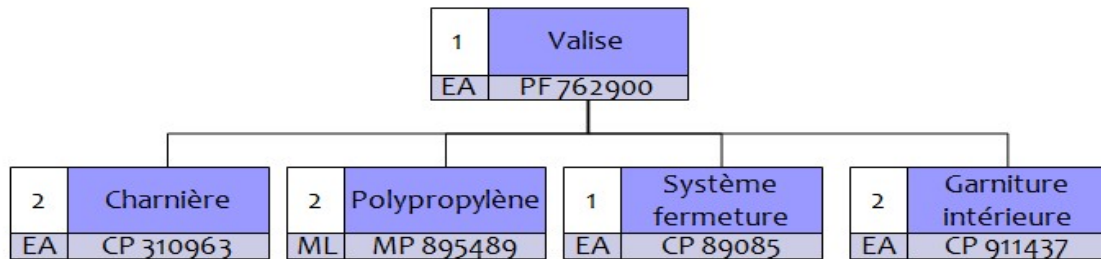 1 Valise
EA PF 762900
2 Charnière
EA CP 310963
2 Polypropylène
ML MP 895489
1 Système
fermeture
EA CP 89085
2 Garniture
intérieure
EA CP 911437